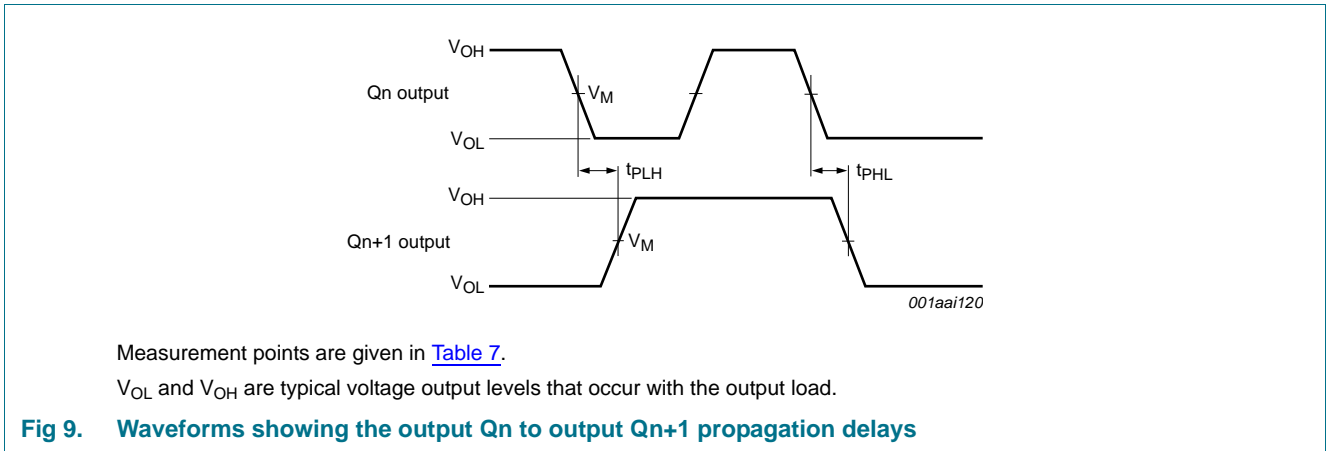 VOH
Qn output
VM
VOL
tPLH
tPHL
VOH
Qn+1 output
VM
VOL
001aai120
Measurement points are given in Table 7.
VOL and VOH are typical voltage output levels that occur with the output load.
Fig 9. Waveforms showing the output Qn to output Qn+1 propagation delays